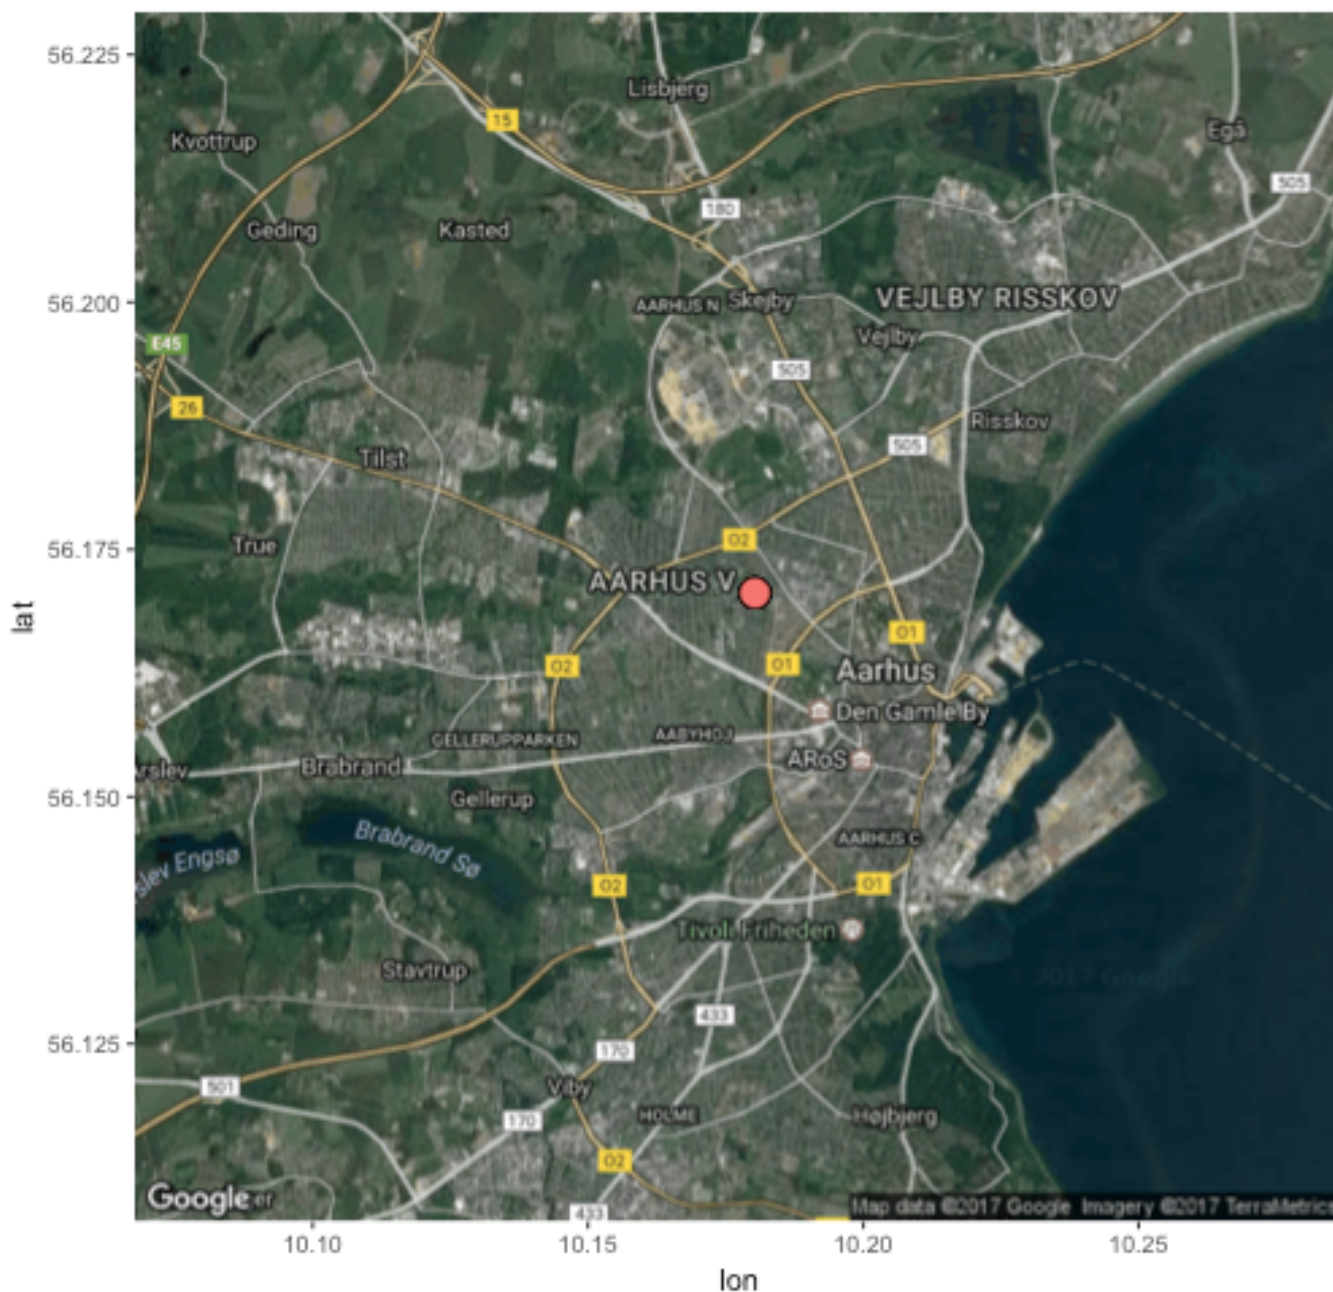 56.225
Lisbjerg
15
Kvottrup
Egå
505
180
Geding
Kasted
56.200
AARHUS N
Skejby
VEJLBY RISSKOV
Vejlby
E45
505
26
Risskov
505
Tilst
56.175
True
O2
AARHUS V
O1
O2
O1
Aarhus
Den Gamle By
GELLERUPPARKEN
AABYHØJ
ARoS
Brabrand
56.150
Gellerup
Brabrand Sø
AARHUS C
Engsø
O2
O1
Tivoli Friheden
Stavtrup
© 2017 Google
433
56.125
170
501
Viby
170
HOLME
Højbjerg
O2
Google
433
Map data ©2017 Google Imagery ©2017 TerraMetrics
10.10
10.15
10.20
10.25
lon
lat